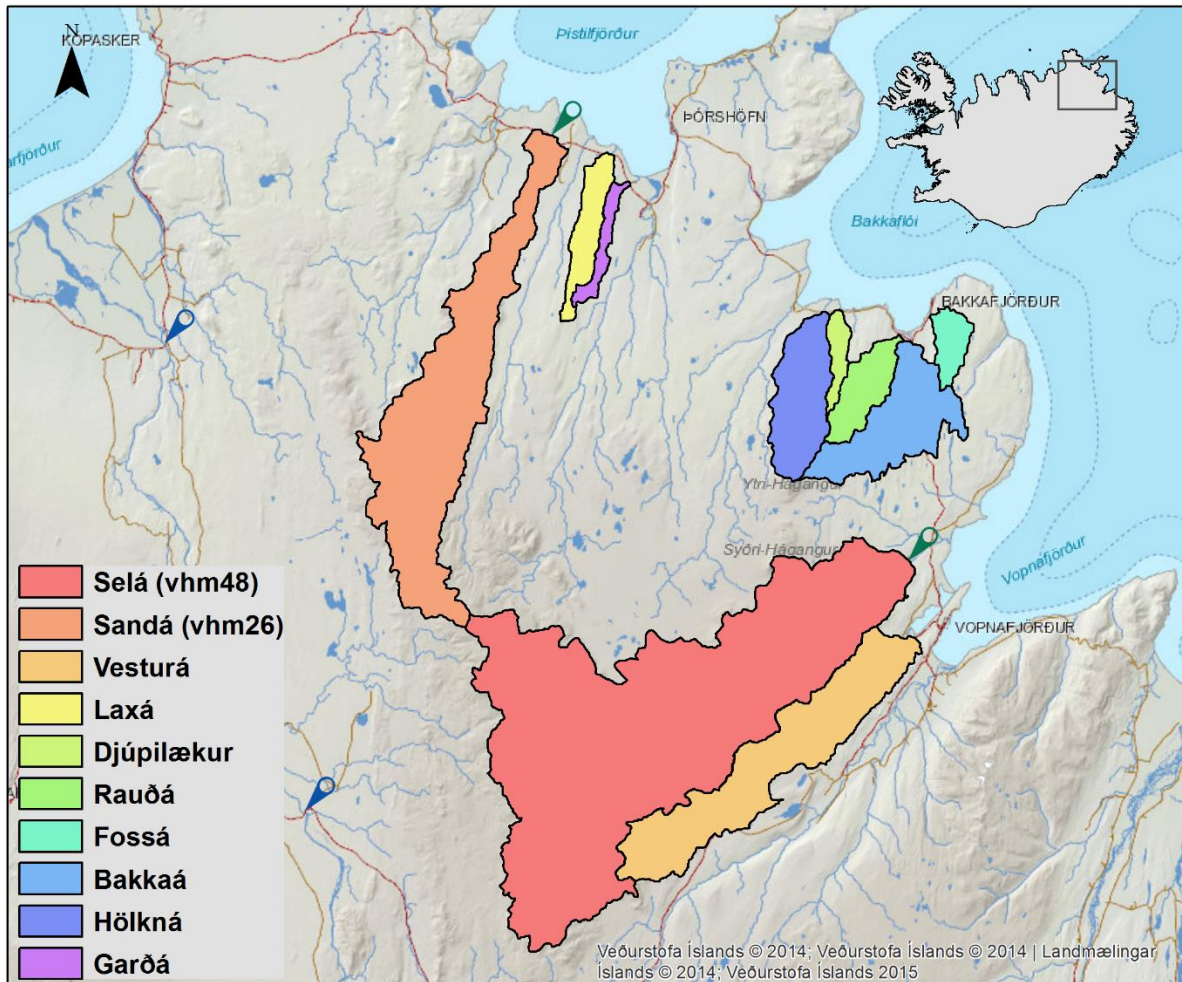 N
KÓPASKER
Þistilfjörður
ÞÓRSHÖFN
arfjörður
Bakkaflói
BAKKAFJÖRÐUR
Ytri-Hágangur
Syðri-Hágangur
Vopnafjörður
VOPNAFJÖRÐUR
Selá (vhm48)
Sandá (vhm26)
Vesturá
Laxá
Djúpilækur
Rauðá
Fossá
Bakkaá
Hölkná
Garðá
Veðurstofa Íslands © 2014; Veðurstofa Íslands © 2014 | Landmælingar
Íslands © 2014; Veðurstofa Íslands 2015